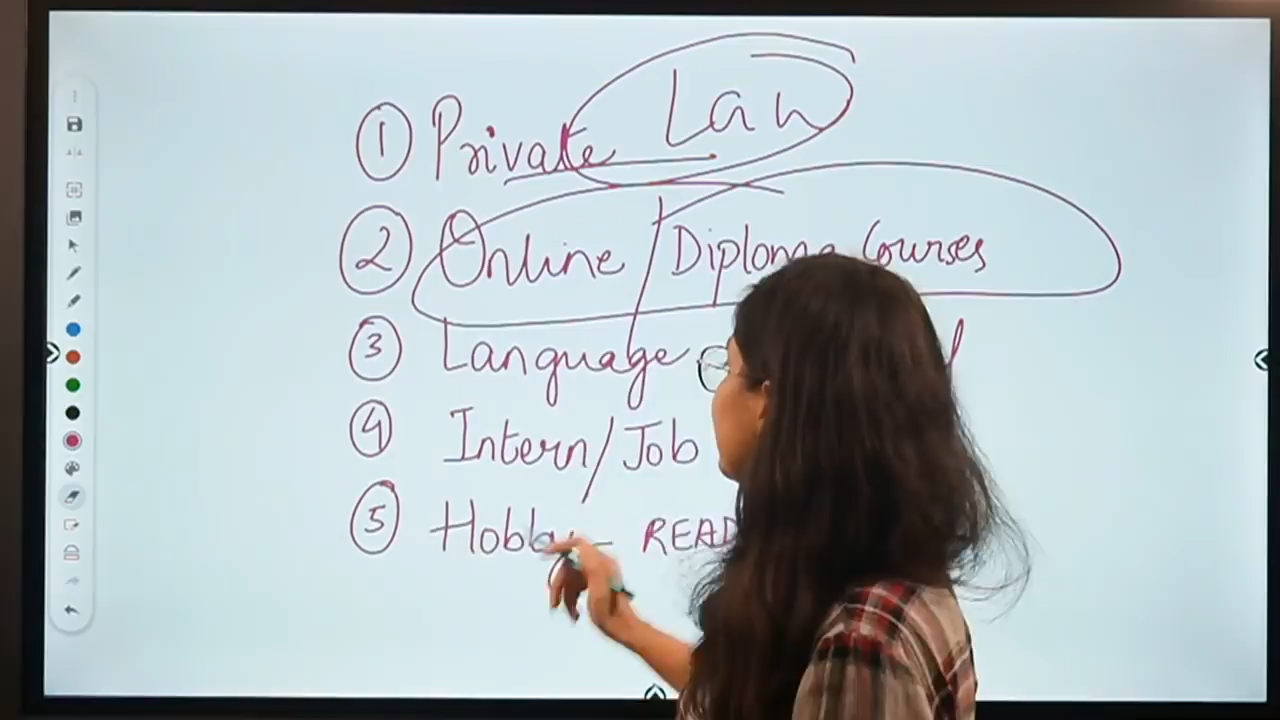 ① Private Law
② Online / Diploma Courses
③ Language
④ Intern / Job
⑤ Hobby - READ